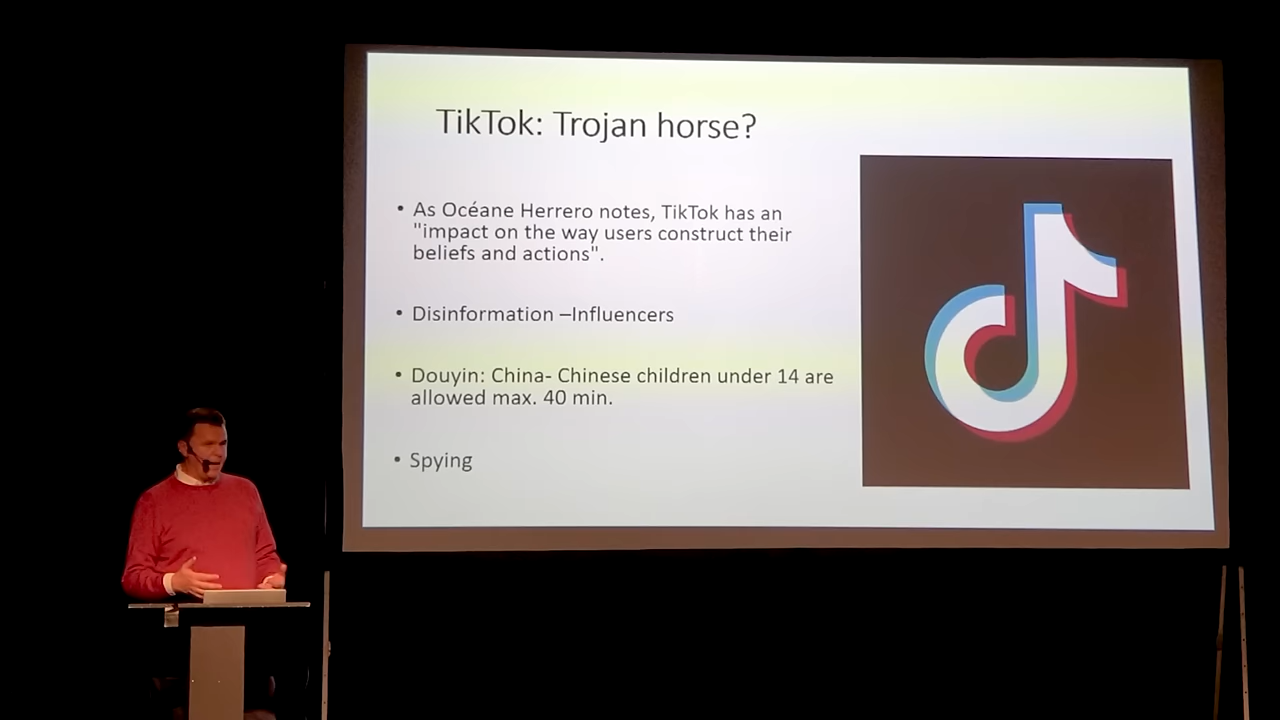 TikTok: Trojan horse?
• As Océane Herrero notes, TikTok has an
"impact on the way users construct their
beliefs and actions".
• Disinformation –Influencers
• Douyin: China- Chinese children under 14 are
allowed max. 40 min.
• Spying